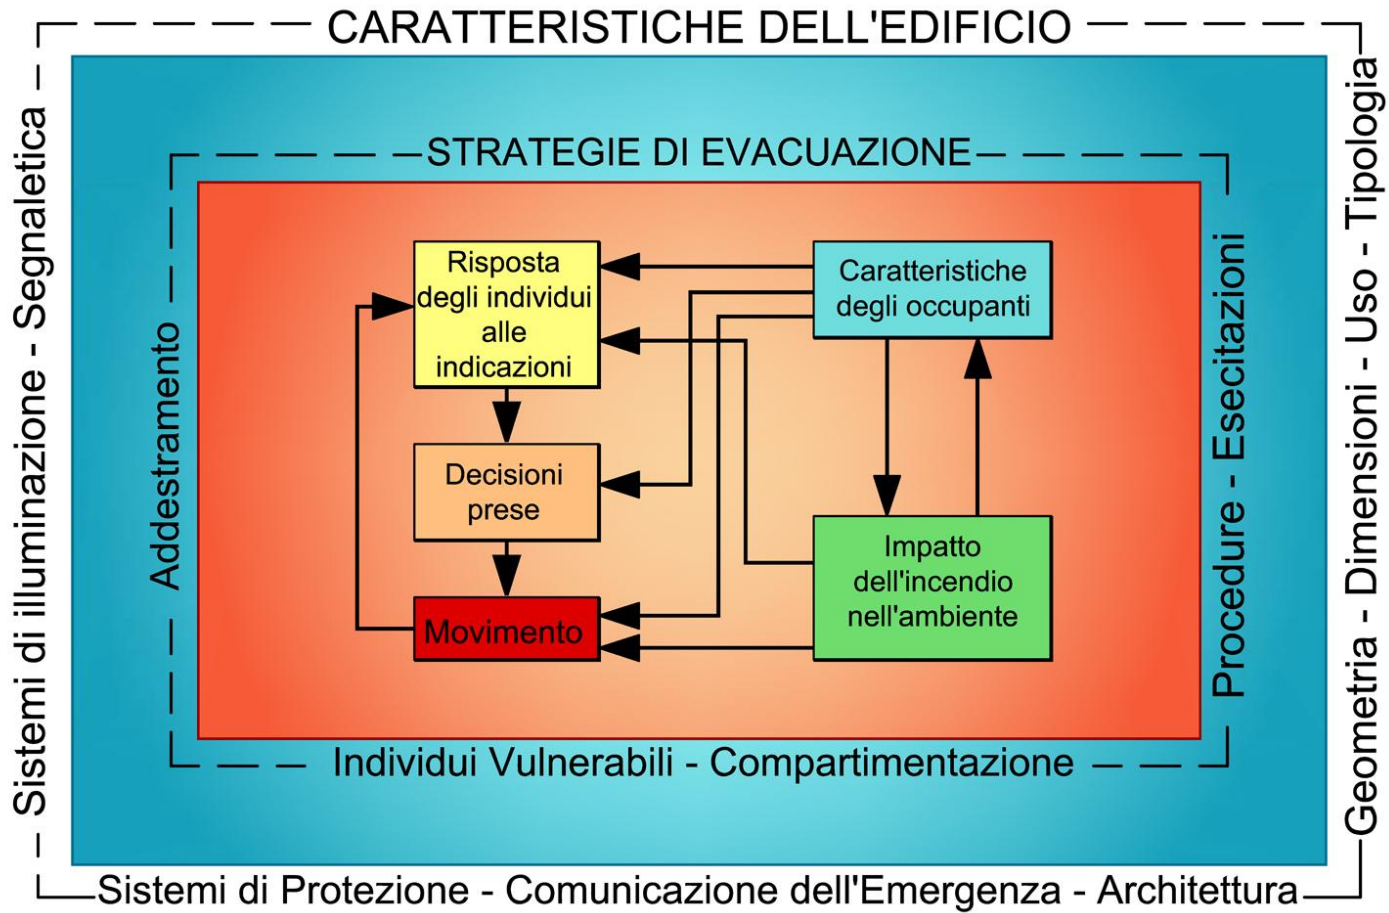 CARATTERISTICHE DELL'EDIFICIO
Sistemi di illuminazione - Segnaletica
Geometria - Dimensioni - Uso - Tipologia
STRATEGIE DI EVACUAZIONE
Addestramento
Procedure - Esecitazioni
Risposta
degli individui
alle
indicazioni
Caratteristiche
degli occupanti
Decisioni
prese
Impatto
dell'incendio
nell'ambiente
Movimento
Individui Vulnerabili - Compartimentazione
Sistemi di Protezione - Comunicazione dell'Emergenza - Architettura